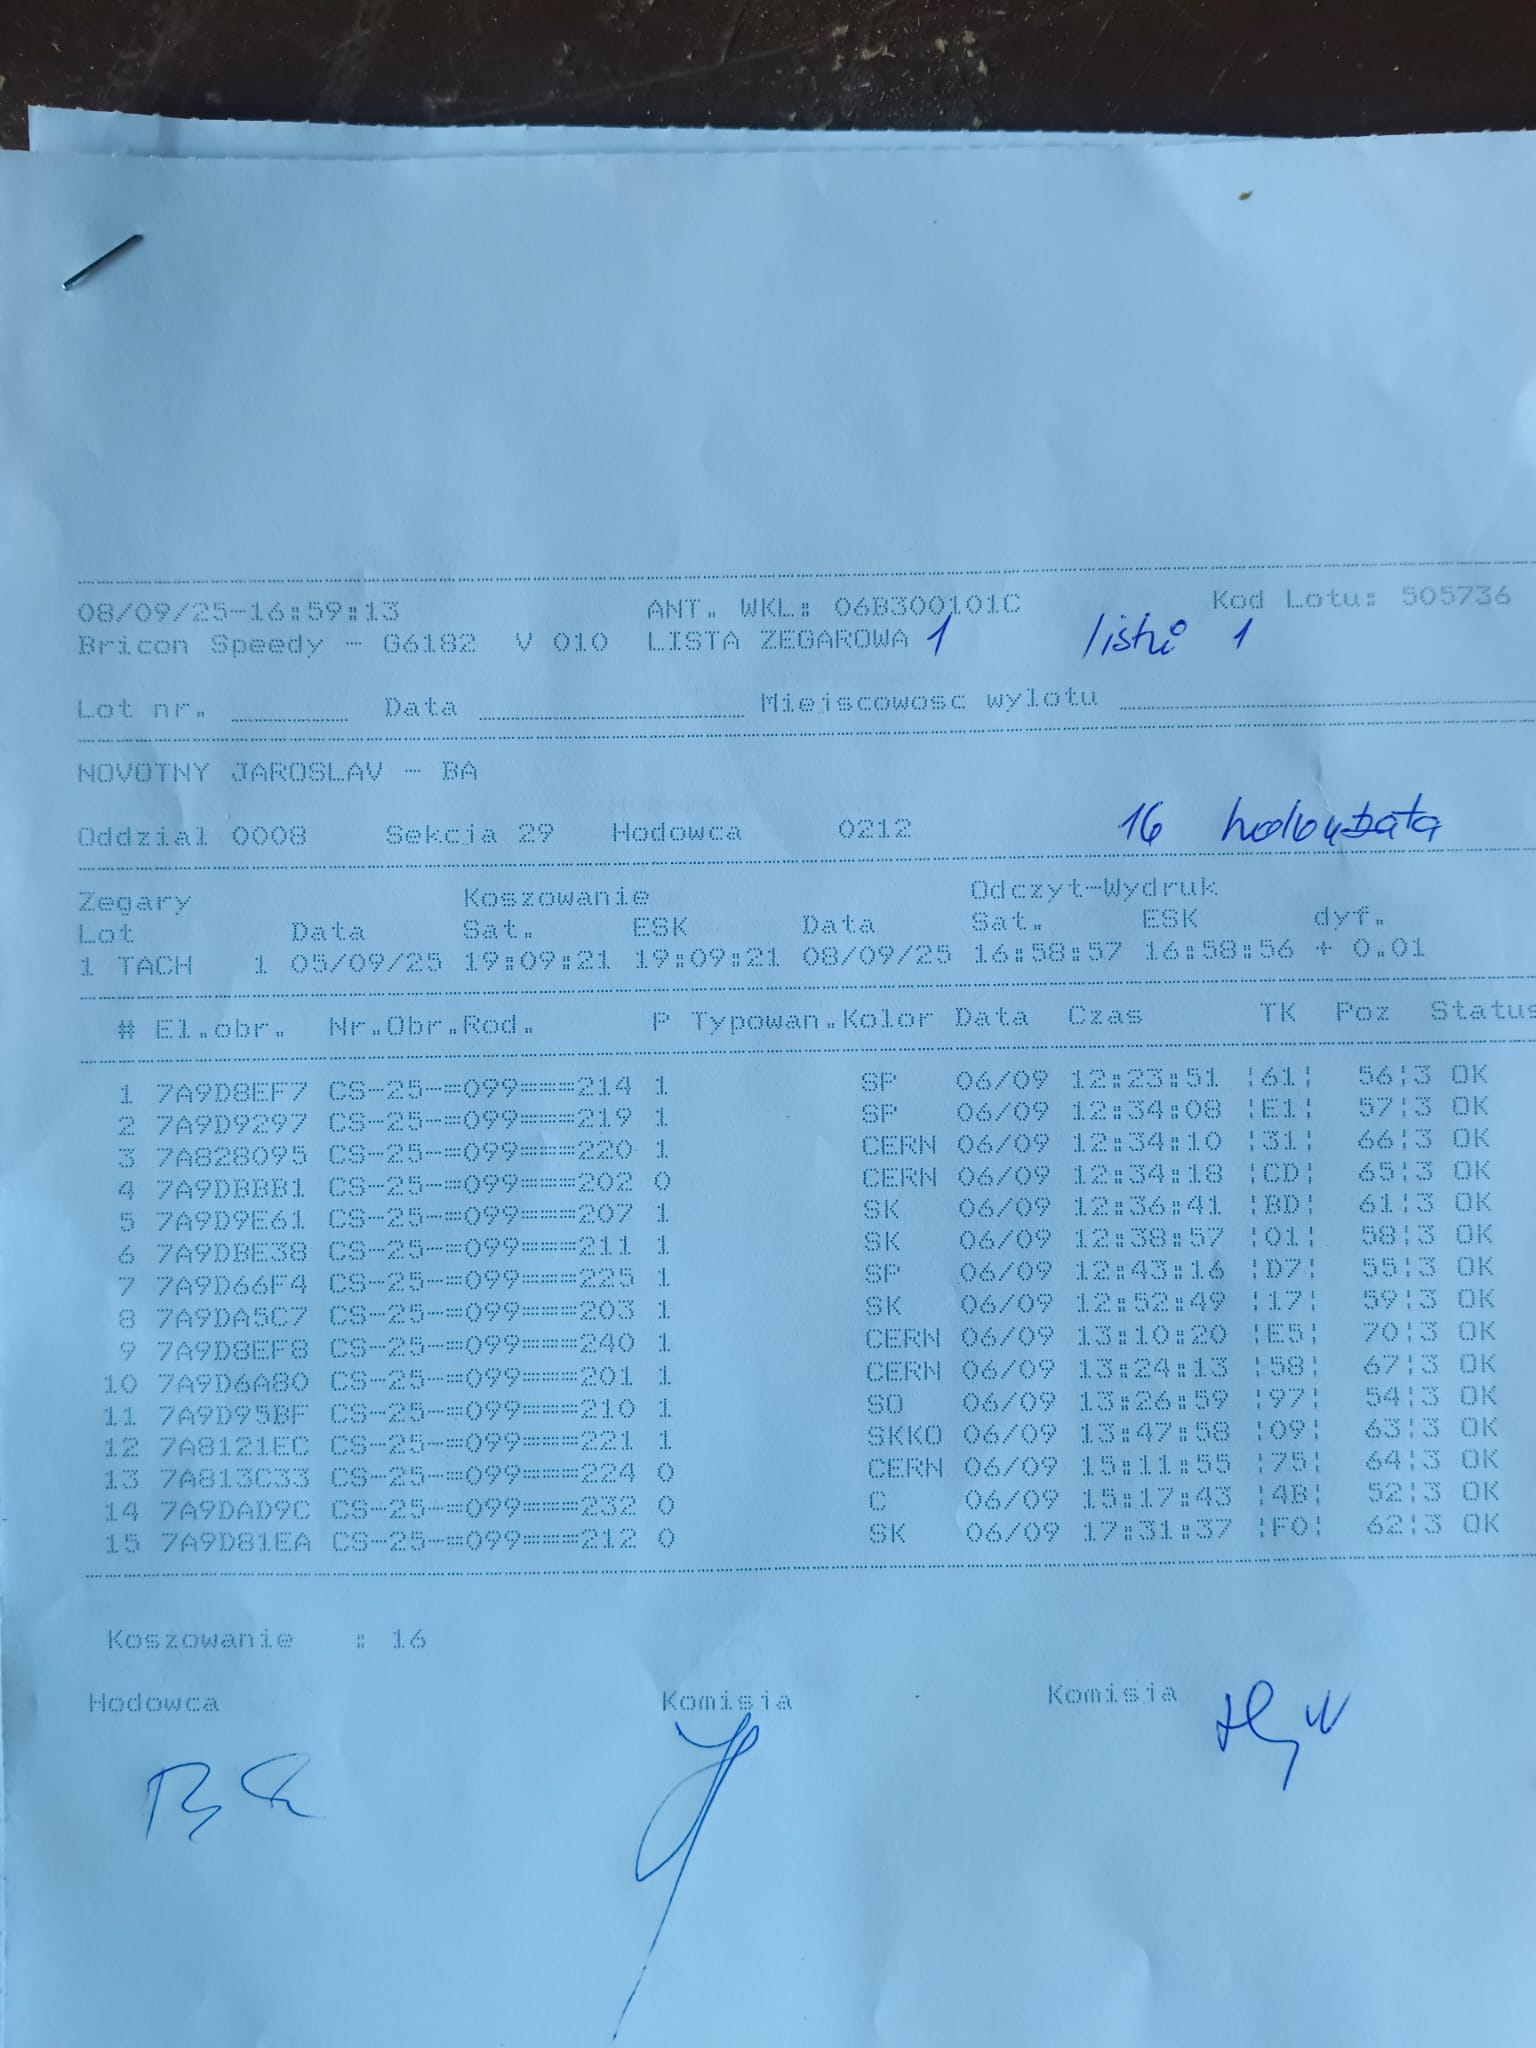 08/09/25-16:59:13 ANT. WKL: 06B300101C Kod Lotu: 505736
Bricon Speedy - G6182 V 010 LISTA ZEGAROWA 1 listu 1
Lot nr. Data Miejscowosc wylotu
NOVOTNY JAROSLAV - BA
Oddzial 0008 Sekcja 29 Hodowca 0212 16
Zegary Koszowanie Odczyt-Wydruk
Lot Data Sat. ESK Data Sat. ESK dyf.
1 TACH 1 05/09/25 19:09:21 19:09:21 08/09/25 16:58:57 16:58:56 + 0.01
# El.obr. Nr.Obr.Rod. P Typowan.Kolor Data Czas TK Poz Status
1 7A9D8EF7 CS-25-=099===214 1 SP 06/09 12:23:51 ¦61¦ 56¦3 OK
2 7A9D9297 CS-25-=099===219 1 SP 06/09 12:34:08 ¦E1¦ 57¦3 OK
3 7A828095 CS-25-=099===220 1 CERN 06/09 12:34:10 ¦31¦ 66¦3 OK
4 7A9DBBB1 CS-25-=099===202 0 CERN 06/09 12:34:18 ¦CD¦ 65¦3 OK
5 7A9D9E61 CS-25-=099===207 1 SK 06/09 12:36:41 ¦BD¦ 61¦3 OK
6 7A9DBE38 CS-25-=099===211 1 SK 06/09 12:38:57 ¦01¦ 58¦3 OK
7 7A9D66F4 CS-25-=099===225 1 SP 06/09 12:43:16 ¦D7¦ 55¦3 OK
8 7A9DA5C7 CS-25-=099===203 1 SK 06/09 12:52:49 ¦17¦ 59¦3 OK
9 7A9D8EF8 CS-25-=099===240 1 CERN 06/09 13:10:20 ¦E5¦ 70¦3 OK
10 7A9D6A80 CS-25-=099===201 1 CERN 06/09 13:24:13 ¦58¦ 67¦3 OK
11 7A9D95BF CS-25-=099===210 1 SO 06/09 13:26:59 ¦97¦ 54¦3 OK
12 7A8121EC CS-25-=099===221 1 SKKO 06/09 13:47:58 ¦09¦ 63¦3 OK
13 7A813C33 CS-25-=099===224 0 CERN 06/09 15:11:55 ¦75¦ 64¦3 OK
14 7A9DAD9C CS-25-=099===232 0 C 06/09 15:17:43 ¦4B¦ 52¦3 OK
15 7A9D81EA CS-25-=099===212 0 SK 06/09 17:31:37 ¦F0¦ 62¦3 OK
Koszowanie : 16
Hodowca Komisja Komisja